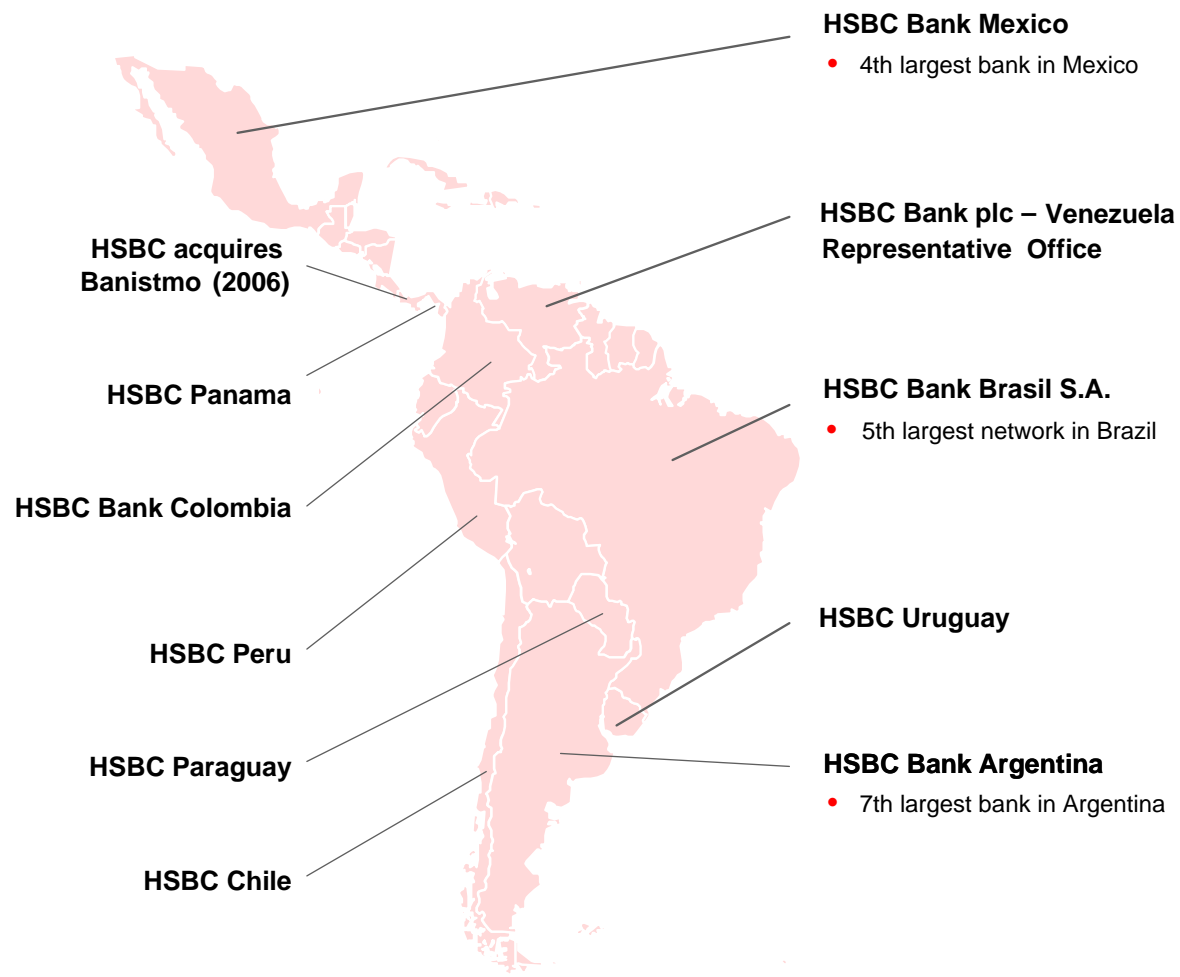 HSBC Bank Mexico
• 4th largest bank in Mexico
HSBC Bank plc – Venezuela
Representative Office
HSBC acquires
Banistmo (2006)
HSBC Panama
HSBC Bank Brasil S.A.
• 5th largest network in Brazil
HSBC Bank Colombia
HSBC Uruguay
HSBC Peru
HSBC Paraguay
HSBC Bank Argentina
• 7th largest bank in Argentina
HSBC Chile